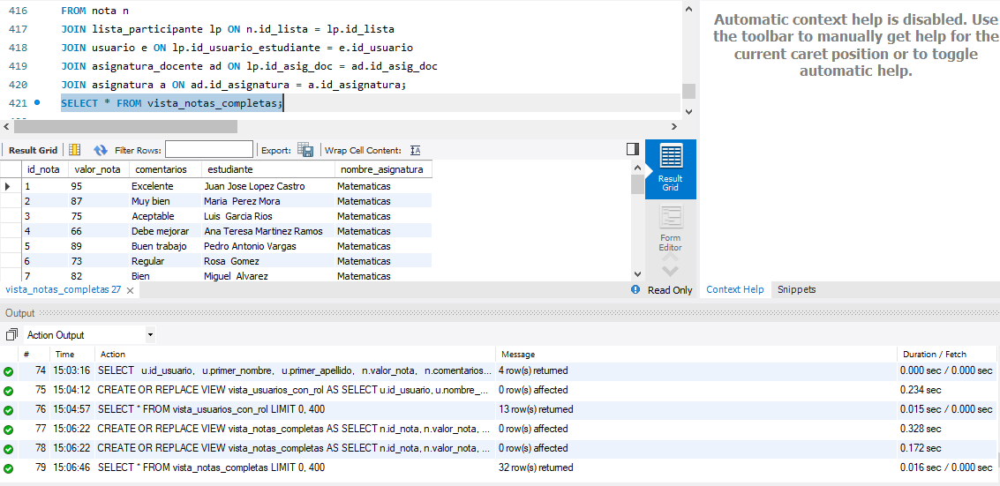 416 FROM nota n
417 JOIN lista_participante lp ON n.id_lista = lp.id_lista
418 JOIN usuario e ON lp.id_usuario_estudiante = e.id_usuario
419 JOIN asignatura_docente ad ON lp.id_asig_doc = ad.id_asig_doc
420 JOIN asignatura a ON ad.id_asignatura = a.id_asignatura;
421 SELECT * FROM vista_notas_completas;
Automatic context help is disabled. Use
the toolbar to manually get help for the
current caret position or to toggle
automatic help.
Result Grid Filter Rows: Export: Wrap Cell Content:
id_nota valor_nota comentarios estudiante nombre_asignatura
1 95 Excelente Juan Jose Lopez Castro Matematicas
2 87 Muy bien Maria Perez Mora Matematicas
3 75 Aceptable Luis Garcia Rios Matematicas
4 66 Debe mejorar Ana Teresa Martinez Ramos Matematicas
5 89 Buen trabajo Pedro Antonio Vargas Matematicas
6 73 Regular Rosa Gomez Matematicas
7 82 Bien Miguel Alvarez Matematicas
Result
Grid
Form
Editor
vista_notas_completas 27
Read Only
Context Help Snippets
Output
Action Output
# Time Action Message Duration / Fetch
74 15:03:16 SELECT u.id_usuario, u.primer_nombre, u.primer_apellido, n.valor_nota, n.comentarios... 4 row(s) returned 0.000 sec / 0.000 sec
75 15:04:12 CREATE OR REPLACE VIEW vista_usuarios_con_rol AS SELECT u.id_usuario, u.nombre_... 0 row(s) affected 0.234 sec
76 15:04:57 SELECT * FROM vista_usuarios_con_rol LIMIT 0, 400 13 row(s) returned 0.015 sec / 0.000 sec
77 15:06:22 CREATE OR REPLACE VIEW vista_notas_completas AS SELECT n.id_nota, n.valor_nota, ... 0 row(s) affected 0.328 sec
78 15:06:22 CREATE OR REPLACE VIEW vista_notas_completas AS SELECT n.id_nota, n.valor_nota, ... 0 row(s) affected 0.172 sec
79 15:06:46 SELECT * FROM vista_notas_completas LIMIT 0, 400 32 row(s) returned 0.016 sec / 0.000 sec